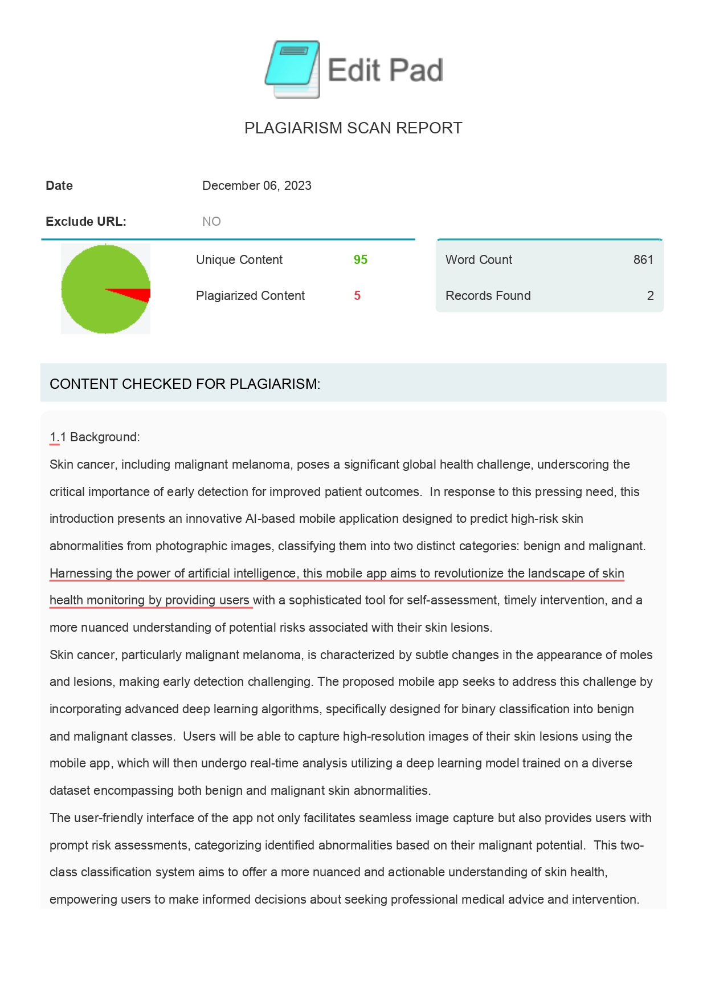 Edit Pad
PLAGIARISM SCAN REPORT
Date December 06, 2023
Exclude URL: NO
Unique Content 95 Word Count 861
Plagiarized Content 5 Records Found 2
CONTENT CHECKED FOR PLAGIARISM:
1.1 Background:
Skin cancer, including malignant melanoma, poses a significant global health challenge, underscoring the
critical importance of early detection for improved patient outcomes.  In response to this pressing need, this
introduction presents an innovative AI-based mobile application designed to predict high-risk skin
abnormalities from photographic images, classifying them into two distinct categories: benign and malignant.
Harnessing the power of artificial intelligence, this mobile app aims to revolutionize the landscape of skin
health monitoring by providing users with a sophisticated tool for self-assessment, timely intervention, and a
more nuanced understanding of potential risks associated with their skin lesions.
Skin cancer, particularly malignant melanoma, is characterized by subtle changes in the appearance of moles
and lesions, making early detection challenging. The proposed mobile app seeks to address this challenge by
incorporating advanced deep learning algorithms, specifically designed for binary classification into benign
and malignant classes.  Users will be able to capture high-resolution images of their skin lesions using the
mobile app, which will then undergo real-time analysis utilizing a deep learning model trained on a diverse
dataset encompassing both benign and malignant skin abnormalities.
The user-friendly interface of the app not only facilitates seamless image capture but also provides users with
prompt risk assessments, categorizing identified abnormalities based on their malignant potential.  This two-
class classification system aims to offer a more nuanced and actionable understanding of skin health,
empowering users to make informed decisions about seeking professional medical advice and intervention.